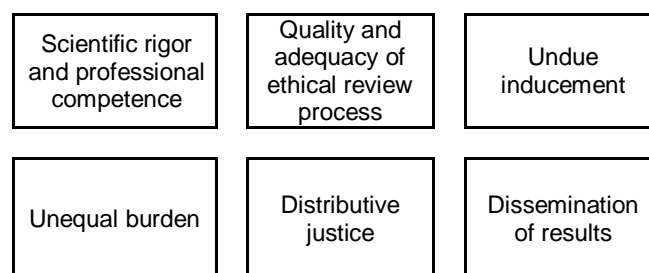 Scientific rigor
and professional
competence
Quality and
adequacy of
ethical review
process
Undue
inducement
Unequal burden
Distributive
justice
Dissemination
of results